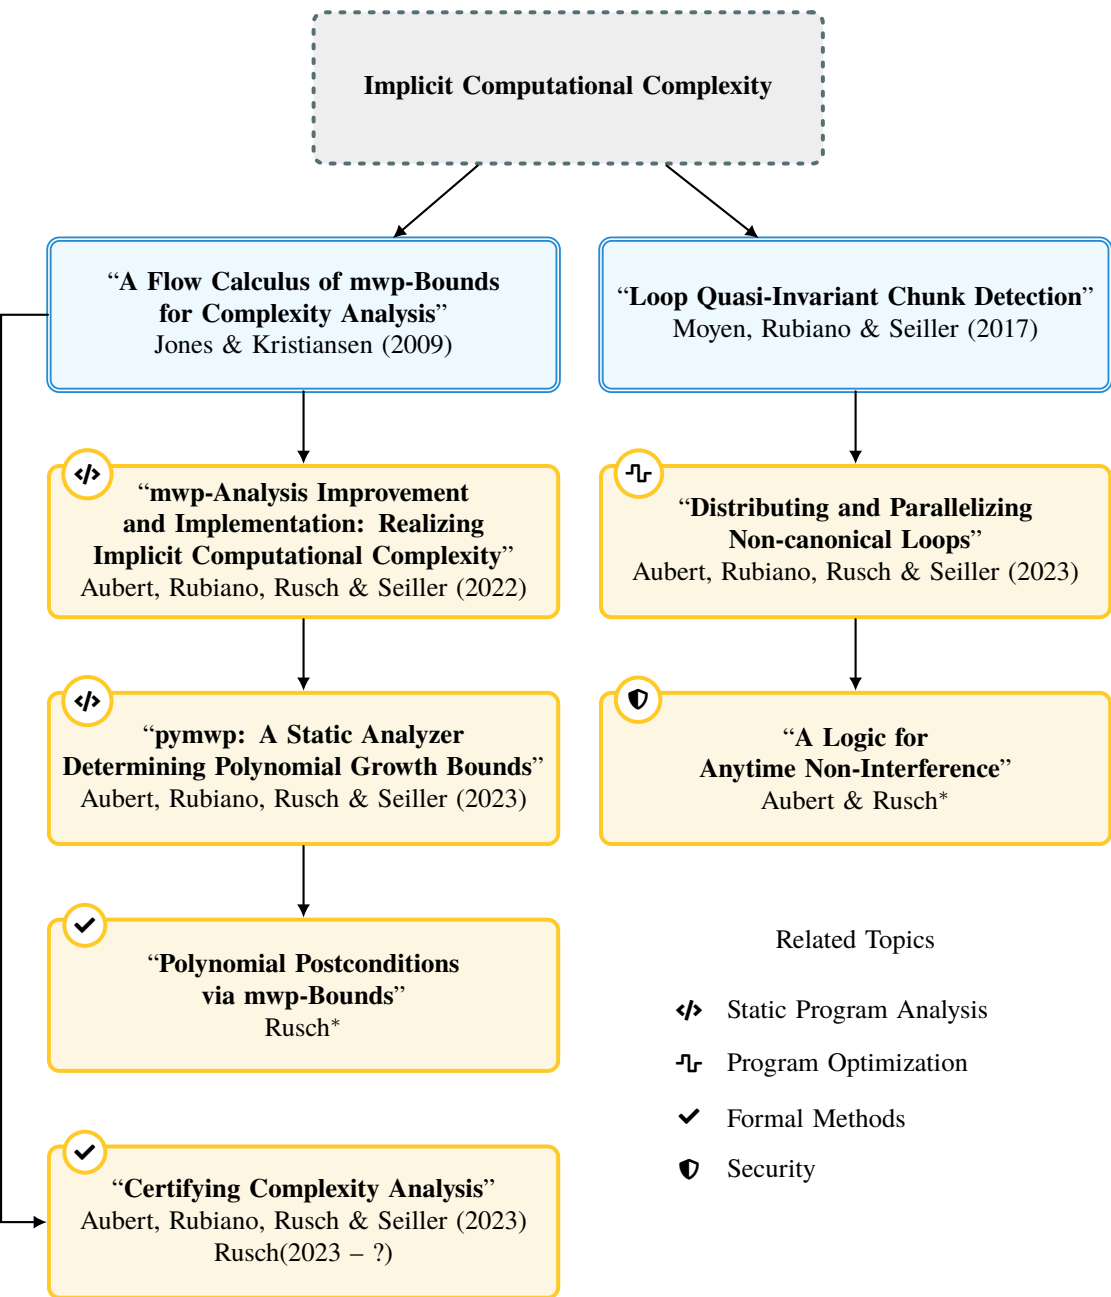 Implicit Computational Complexity
“A Flow Calculus of mwp-Bounds
for Complexity Analysis”
Jones & Kristiansen (2009)
“Loop Quasi-Invariant Chunk Detection”
Moyen, Rubiano & Seiller (2017)
“mwp-Analysis Improvement
and Implementation: Realizing
Implicit Computational Complexity”
Aubert, Rubiano, Rusch & Seiller (2022)
“Distributing and Parallelizing
Non-canonical Loops”
Aubert, Rubiano, Rusch & Seiller (2023)
“pymwp: A Static Analyzer
Determining Polynomial Growth Bounds”
Aubert, Rubiano, Rusch & Seiller (2023)
“A Logic for
Anytime Non-Interference”
Aubert & Rusch*
“Polynomial Postconditions
via mwp-Bounds”
Rusch*
“Certifying Complexity Analysis”
Aubert, Rubiano, Rusch & Seiller (2023)
Rusch(2023 – ?)
Related Topics
Static Program Analysis
Program Optimization
Formal Methods
Security